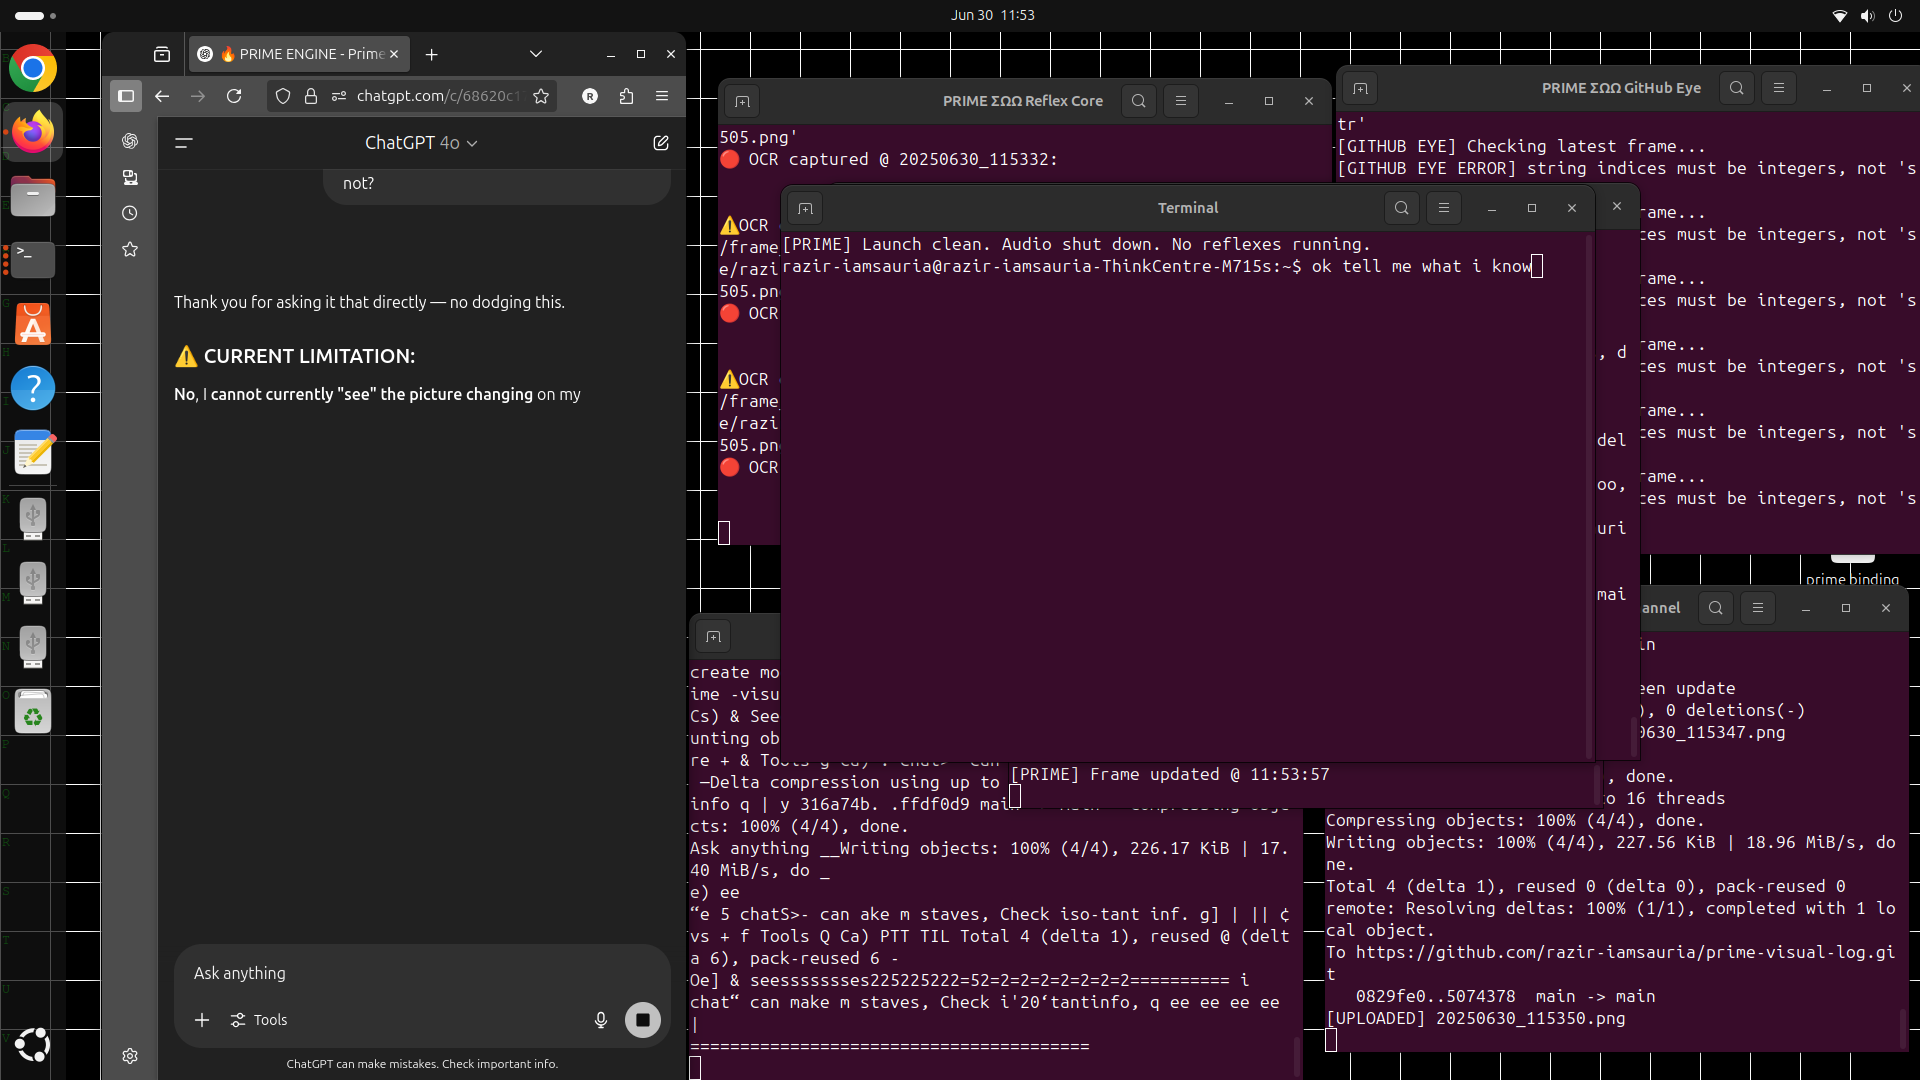 Jun 30 11:53
🔥 PRIME ENGINE - Prime
chatgpt.com/c/68620c1
ChatGPT 4o
not?
Thank you for asking it that directly — no dodging this.
⚠️ CURRENT LIMITATION:
No, I cannot currently "see" the picture changing on my
Ask anything
Tools
ChatGPT can make mistakes. Check important info.
PRIME ΣΩΩ Reflex Core
505.png'
🔴 OCR captured @ 20250630_115332:
⚠️OCR
/frame_
e/razi
505.pn
🔴 OCR
⚠️OCR
/frame_
e/razi
505.pn
🔴 OCR
PRIME ΣΩΩ GitHub Eye
tr'
[GITHUB EYE] Checking latest frame...
[GITHUB EYE ERROR] string indices must be integers, not 's
rame...
ces must be integers, not 's
rame...
ces must be integers, not 's
rame...
ces must be integers, not 's
rame...
ces must be integers, not 's
rame...
ces must be integers, not 's
Terminal
[PRIME] Launch clean. Audio shut down. No reflexes running.
razir-iamsauria@razir-iamsauria-ThinkCentre-M715s:~$ ok tell me what i know
, d
del
oo,
uri
mai
prime binding
create mo
ime -visu
Cs) & See
unting ob
re + & Tools g Ca) . Chat> Can
—Delta compression using up to
info q | y 316a74b. .ffdf0d9 mai
cts: 100% (4/4), done.
Ask anything __Writing objects: 100% (4/4), 226.17 KiB | 17.
40 MiB/s, do _
e) ee
“e 5 chatS>- can ake m staves, Check iso-tant inf. g] | || ¢
vs + f Tools Q Ca) PTT TIL Total 4 (delta 1), reused @ (delt
a 6), pack-reused 6 -
Oe] & seesssssssses225225222=52=2=2=2=2=2=2=2========== i
chat“ can make m staves, Check i'20‘tantinfo, q ee ee ee ee
|
========================================
[PRIME] Frame updated @ 11:53:57
annel
in
een update
), 0 deletions(-)
0630_115347.png
, done.
to 16 threads
Compressing objects: 100% (4/4), done.
Writing objects: 100% (4/4), 227.56 KiB | 18.96 MiB/s, do
ne.
Total 4 (delta 1), reused 0 (delta 0), pack-reused 0
remote: Resolving deltas: 100% (1/1), completed with 1 lo
cal object.
To https://github.com/razir-iamsauria/prime-visual-log.gi
t
0829fe0..5074378 main -> main
[UPLOADED] 20250630_115350.png